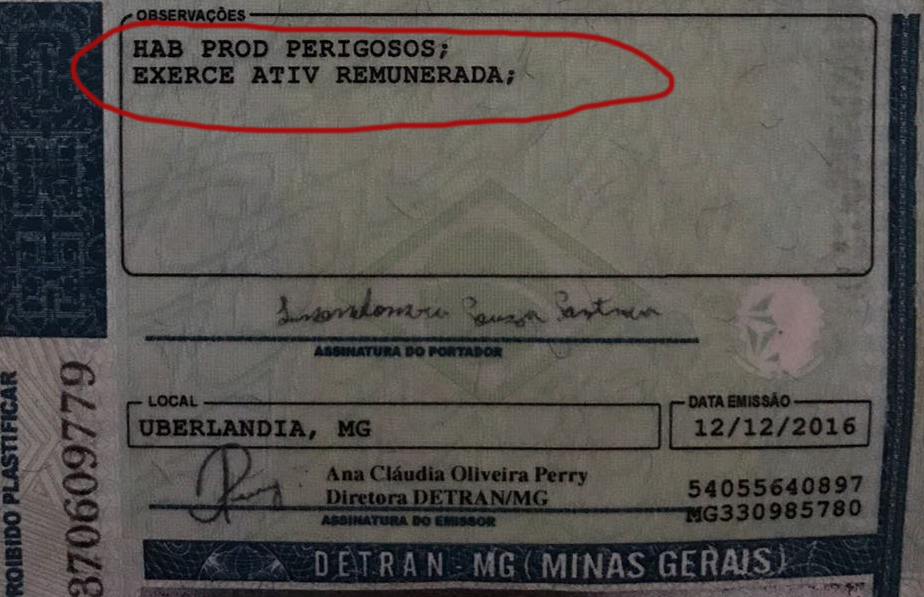 OBSERVAÇÕES
HAB PROD PERIGOSOS;
EXERCE ATIV REMUNERADA;
ASSINATURA DO PORTADOR
LOCAL
UBERLANDIA, MG
DATA EMISSÃO
12/12/2016
Ana Cláudia Oliveira Perry
Diretora DETRAN/MG
ASSINATURA DO EMISSOR
54055640897
MG330985780
DETRAN - MG (MINAS GERAIS)
ROIBIDO PLASTIFICAR
370609779